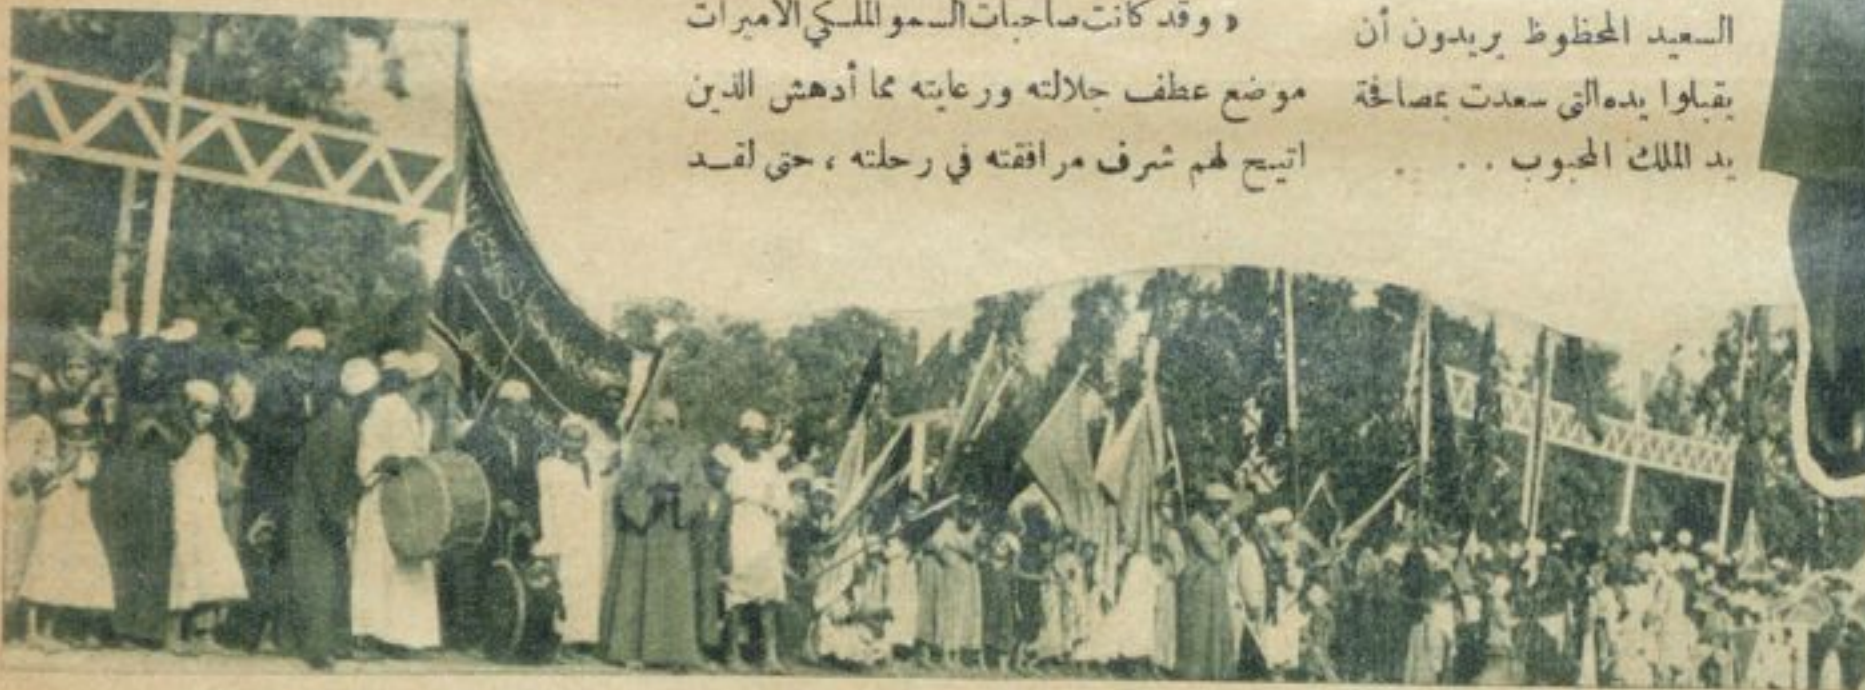 السعيد المحظوظ يريدون أن
يقبلوا يده التي سعدت بمصافحة
يد الملك المحبوب . .
« وقد كانت صاحبات السمو الملكي الاميرات
موضع عطف جلالته ورعايته مما أدهش الذين
اتيح لهم شرف مرافقته في رحلته ، حتى لقد